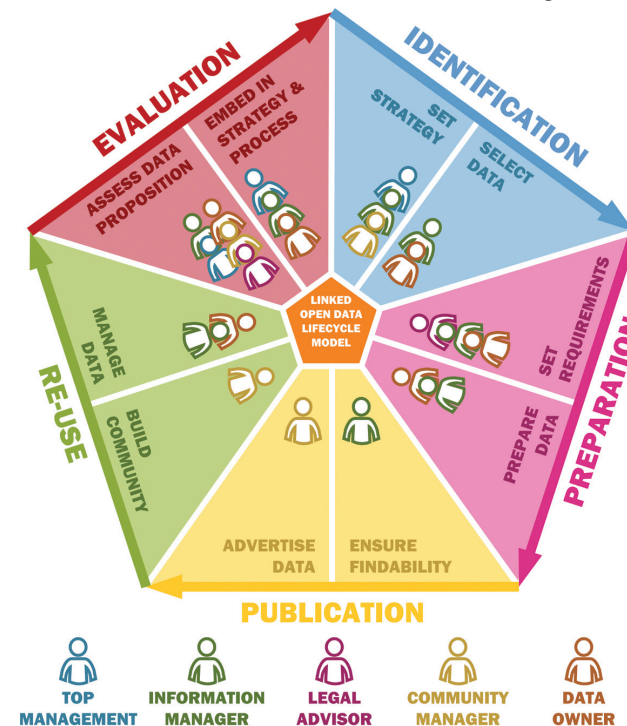 IDENTIFICATION
SET
STRATEGY
SELECT
DATA
PREPARATION
SET
REQUIREMENTS
PREPARE
DATA
PUBLICATION
ENSURE
FINDABILITY
ADVERTISE
DATA
RE-USE
BUILD
COMMUNITY
MANAGE
DATA
EVALUATION
ASSESS DATA
PROPOSITION
EMBED IN
STRATEGY &
PROCESS
LINKED
OPEN DATA
LIFECYCLE
MODEL
TOP
MANAGEMENT
INFORMATION
MANAGER
LEGAL
ADVISOR
COMMUNITY
MANAGER
DATA
OWNER